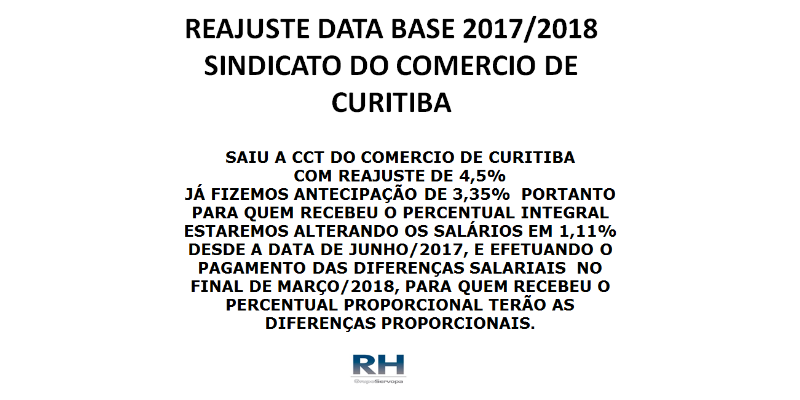 REAJUSTE DATA BASE 2017/2018
SINDICATO DO COMERCIO DE
CURITIBA
SAIU A CCT DO COMERCIO DE CURITIBA
COM REAJUSTE DE 4,5%
JÁ FIZEMOS ANTECIPAÇÃO DE 3,35% PORTANTO
PARA QUEM RECEBEU O PERCENTUAL INTEGRAL
ESTAREMOS ALTERANDO OS SALÁRIOS EM 1,11%
DESDE A DATA DE JUNHO/2017, E EFETUANDO O
PAGAMENTO DAS DIFERENÇAS SALARIAIS NO
FINAL DE MARÇO/2018, PARA QUEM RECEBEU O
PERCENTUAL PROPORCIONAL TERÃO AS
DIFERENÇAS PROPORCIONAIS.
RH
GrupoServopa